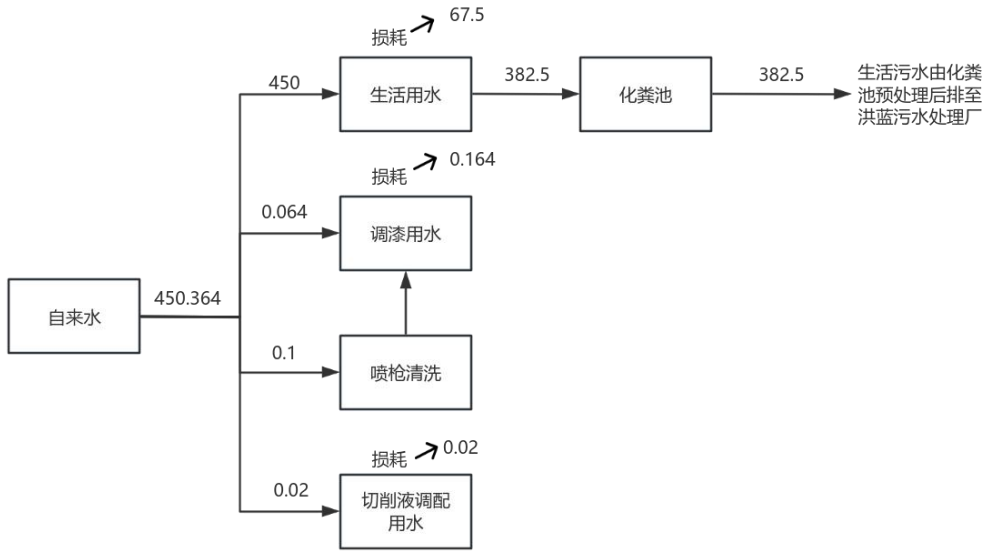 67.5
损耗
450
生活用水
382.5
化粪池
382.5
生活污水由化粪
池预处理后排至
洪蓝污水处理厂
0.164
损耗
0.064
调漆用水
自来水
450.364
0.1
喷枪清洗
0.02
损耗
0.02
切削液调配
用水